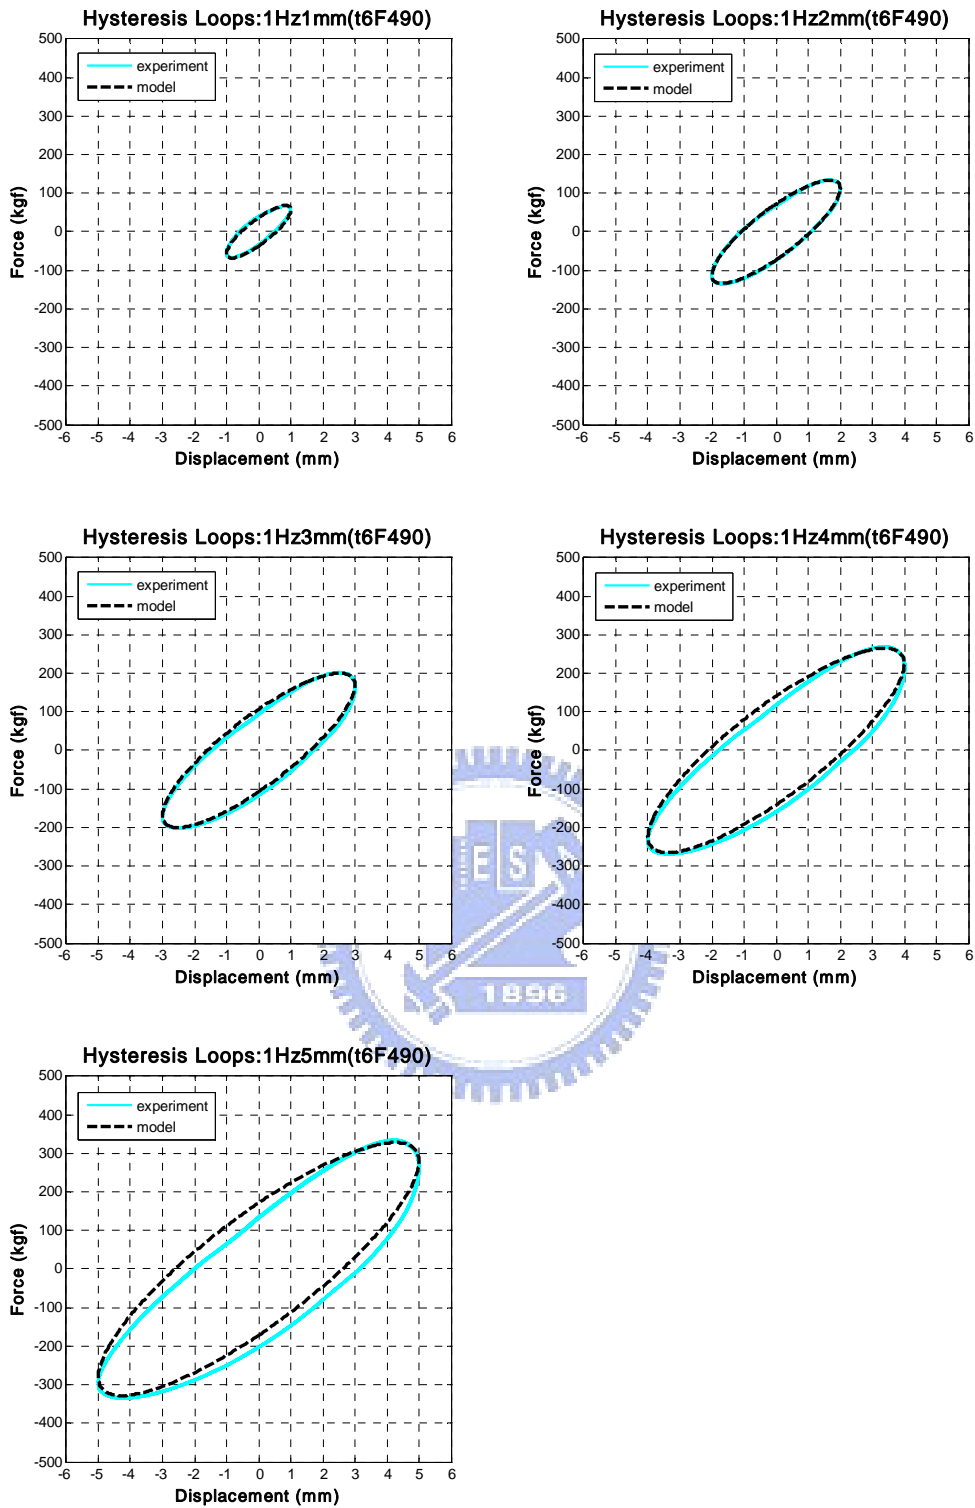 Hysteresis Loops:1Hz1mm(t6F490)
500
400
300
200
100
0
-100
-200
-300
-400
-500
experiment
model
Force (kgf)
-6 -5 -4 -3 -2 -1 0 1 2 3 4 5 6
Displacement (mm)
Hysteresis Loops:1Hz2mm(t6F490)
500
400
300
200
100
0
-100
-200
-300
-400
-500
experiment
model
Force (kgf)
-6 -5 -4 -3 -2 -1 0 1 2 3 4 5 6
Displacement (mm)
Hysteresis Loops:1Hz3mm(t6F490)
500
400
300
200
100
0
-100
-200
-300
-400
-500
experiment
model
Force (kgf)
-6 -5 -4 -3 -2 -1 0 1 2 3 4 5 6
Displacement (mm)
Hysteresis Loops:1Hz4mm(t6F490)
500
400
300
200
100
0
-100
-200
-300
-400
-500
experiment
model
Force (kgf)
-6 -5 -4 -3 -2 -1 0 1 2 3 4 5 6
Displacement (mm)
E S
1896
Hysteresis Loops:1Hz5mm(t6F490)
500
400
300
200
100
0
-100
-200
-300
-400
-500
experiment
model
Force (kgf)
-6 -5 -4 -3 -2 -1 0 1 2 3 4 5 6
Displacement (mm)